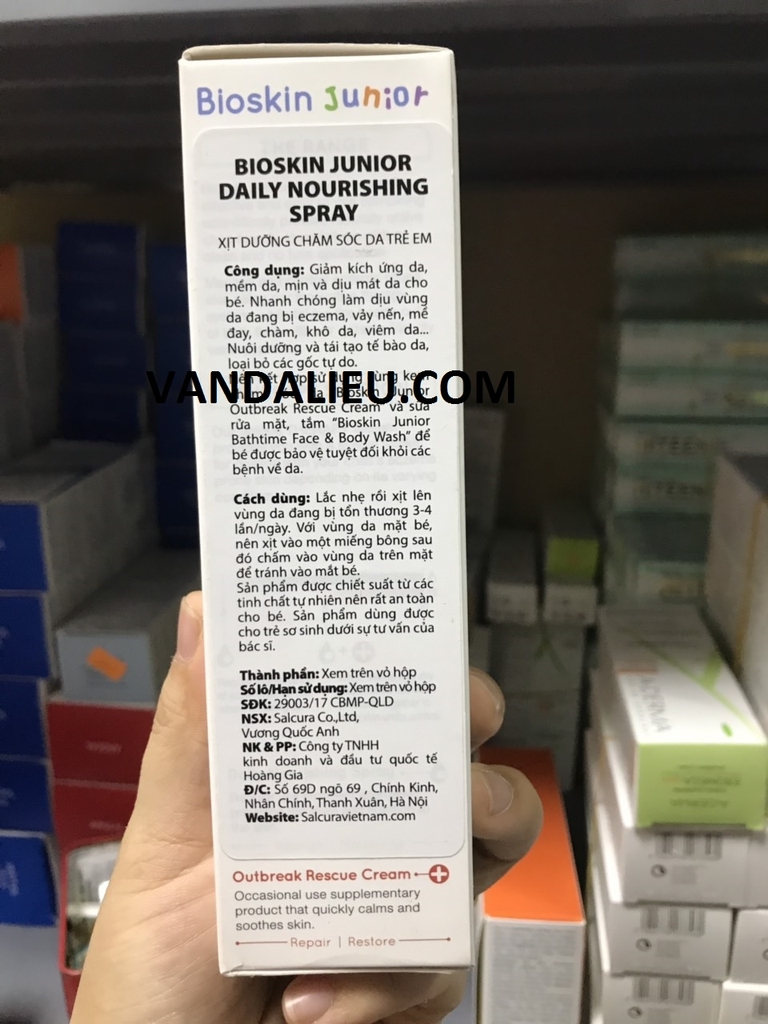 Bioskin Junior
BIOSKIN JUNIOR
DAILY NOURISHING
SPRAY
XỊT DƯỠNG CHĂM SÓC DA TRẺ EM
Công dụng: Giảm kích ứng da,
mềm da, mịn và dịu mát da cho
bé. Nhanh chóng làm dịu vùng
da đang bị eczema, vảy nến, mề
đay, chàm, khô da, viêm da...
Nuôi dưỡng và tái tạo tế bào da,
loại bỏ các gốc tự do.
VANDALIEU.COM
Outbreak Rescue Cream" và sữa
rửa mặt, tắm "Bioskin Junior
Bathtime Face & Body Wash" để
bé được bảo vệ tuyệt đối khỏi các
bệnh về da.
Cách dùng: Lắc nhẹ rồi xịt lên
vùng da đang bị tổn thương 3-4
lần/ngày. Với vùng da mặt bé,
nên xịt vào một miếng bông sau
đó chấm vào vùng da trên mặt
để tránh vào mắt bé.
Sản phẩm được chiết suất từ các
tinh chất tự nhiên nên rất an toàn
cho bé. Sản phẩm dùng được
cho trẻ sơ sinh dưới sự tư vấn của
bác sĩ.
Thành phần: Xem trên vỏ hộp
Số lô/Hạn sử dụng: Xem trên vỏ hộp
SĐK: 29003/17 CBMP-QLD
NSX: Salcura Co.,Ltd,
Vương Quốc Anh
NK & PP: Công ty TNHH
kinh doanh và đầu tư quốc tế
Hoàng Gia
Đ/C: Số 69D ngõ 69 , Chính Kinh,
Nhân Chính, Thanh Xuân, Hà Nội
Website: Salcuravietnam.com
Outbreak Rescue Cream
Occasional use supplementary
product that quickly calms and
soothes skin.
Repair | Restore